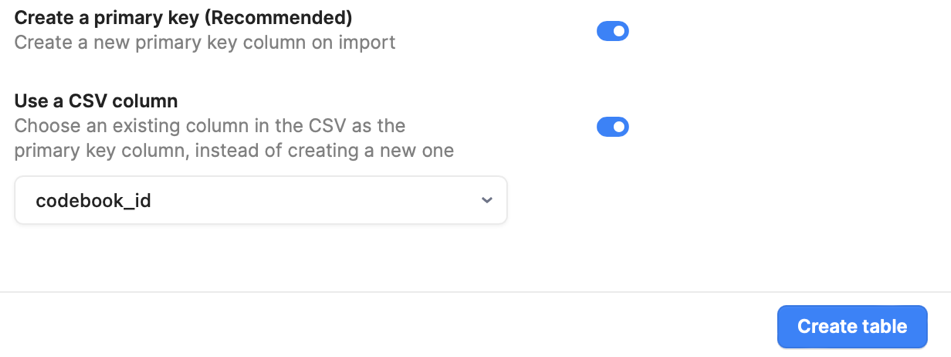 Create a primary key (Recommended)
Create a new primary key column on import
Use a CSV column
Choose an existing column in the CSV as the
primary key column, instead of creating a new one
codebook_id
Create table